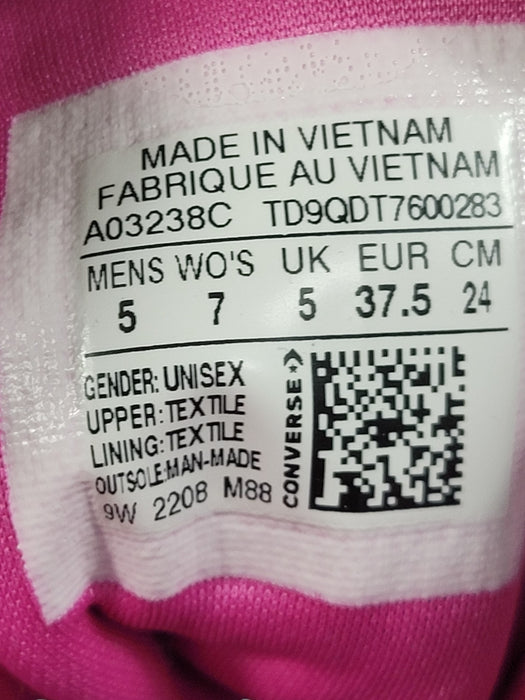 MADE IN VIETNAM
FABRIQUE AU VIETNAM
A03238C TD9QDT7600283
MENS WO'S UK EUR CM
5 7 5 37.5 24
GENDER: UNISEX
UPPER: TEXTILE
LINING: TEXTILE
OUTSOLE:MAN-MADE
9W 2208 M88
CONVERSE